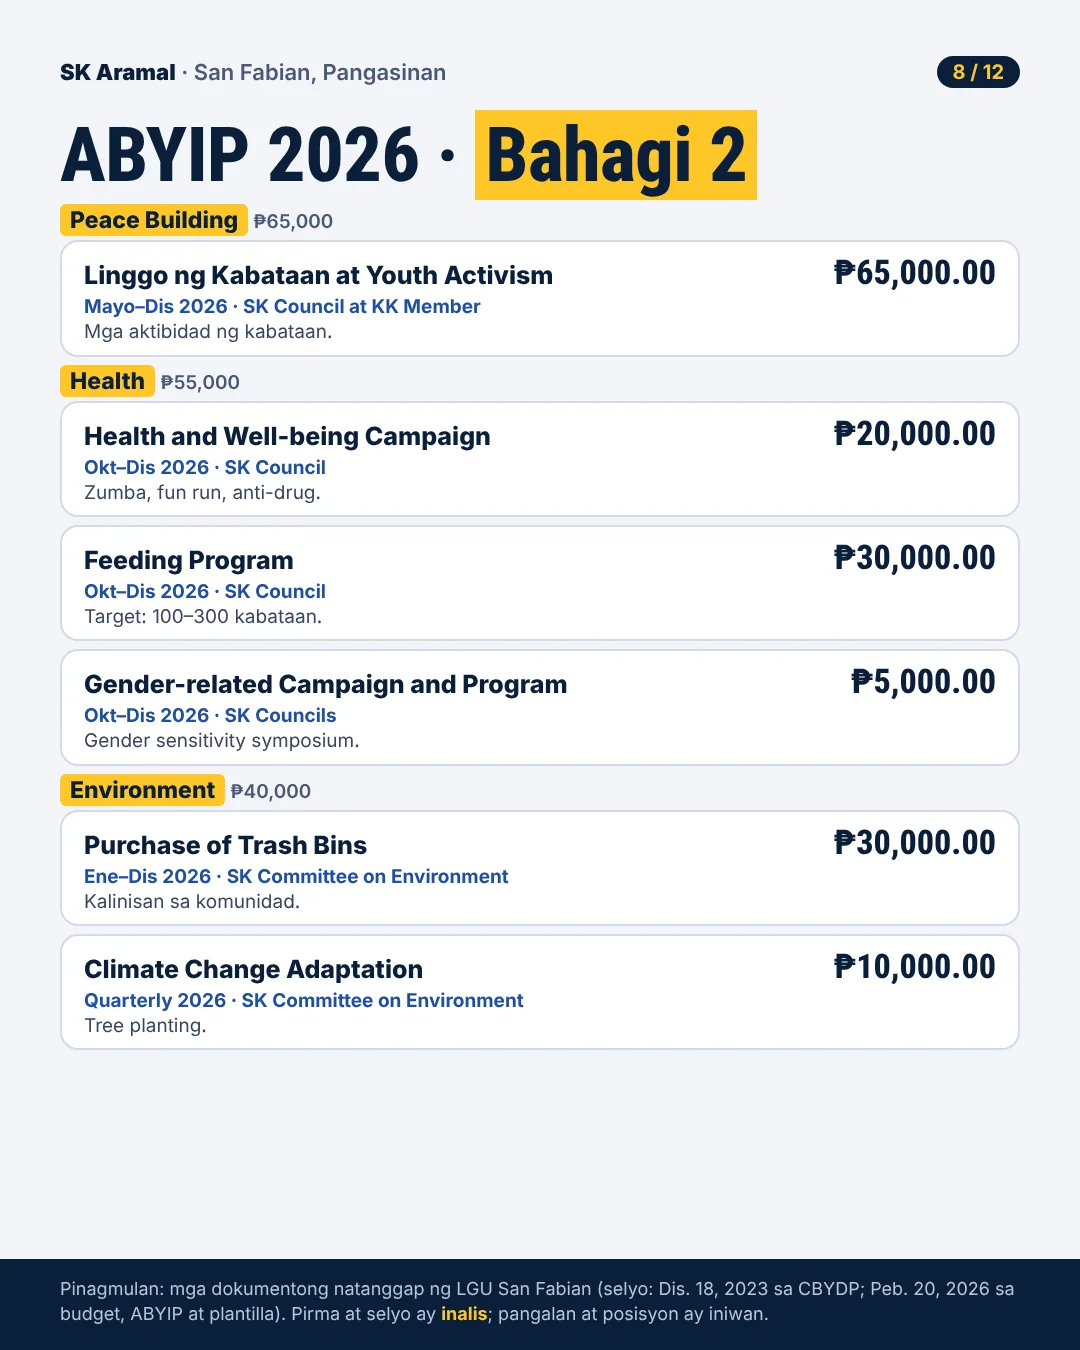 SK Aramal · San Fabian, Pangasinan
8 / 12
ABYIP 2026 · Bahagi 2
Peace Building ₱65,000
Linggo ng Kabataan at Youth Activism ₱65,000.00
Mayo–Dis 2026 · SK Council at KK Member
Mga aktibidad ng kabataan.
Health ₱55,000
Health and Well-being Campaign ₱20,000.00
Okt–Dis 2026 · SK Council
Zumba, fun run, anti-drug.
Feeding Program ₱30,000.00
Okt–Dis 2026 · SK Council
Target: 100–300 kabataan.
Gender-related Campaign and Program ₱5,000.00
Okt–Dis 2026 · SK Councils
Gender sensitivity symposium.
Environment ₱40,000
Purchase of Trash Bins ₱30,000.00
Ene–Dis 2026 · SK Committee on Environment
Kalinisan sa komunidad.
Climate Change Adaptation ₱10,000.00
Quarterly 2026 · SK Committee on Environment
Tree planting.
Pinagmulan: mga dokumentong natanggap ng LGU San Fabian (selyo: Dis. 18, 2023 sa CBYDP; Peb. 20, 2026 sa
budget, ABYIP at plantilla). Pirma at selyo ay inalis; pangalan at posisyon ay iniwan.